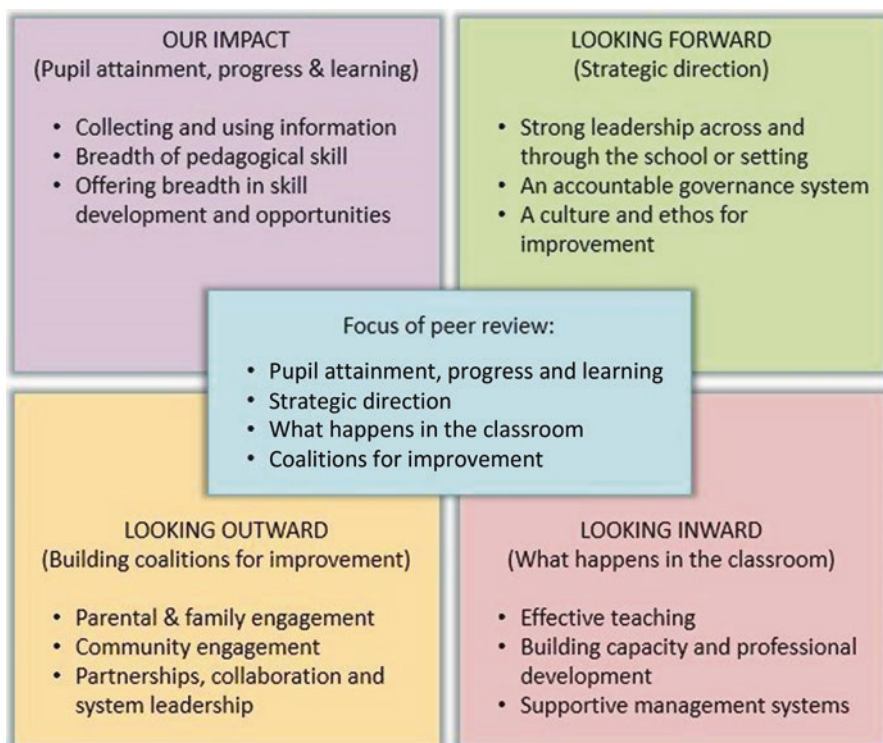 OUR IMPACT
(Pupil attainment, progress & learning)
• Collecting and using information
• Breadth of pedagogical skill
• Offering breadth in skill
development and opportunities
LOOKING FORWARD
(Strategic direction)
• Strong leadership across and
through the school or setting
• An accountable governance system
• A culture and ethos for
improvement
Focus of peer review:
• Pupil attainment, progress and learning
• Strategic direction
• What happens in the classroom
• Coalitions for improvement
LOOKING OUTWARD
(Building coalitions for improvement)
• Parental & family engagement
• Community engagement
• Partnerships, collaboration and
system leadership
LOOKING INWARD
(What happens in the classroom)
• Effective teaching
• Building capacity and professional
development
• Supportive management systems